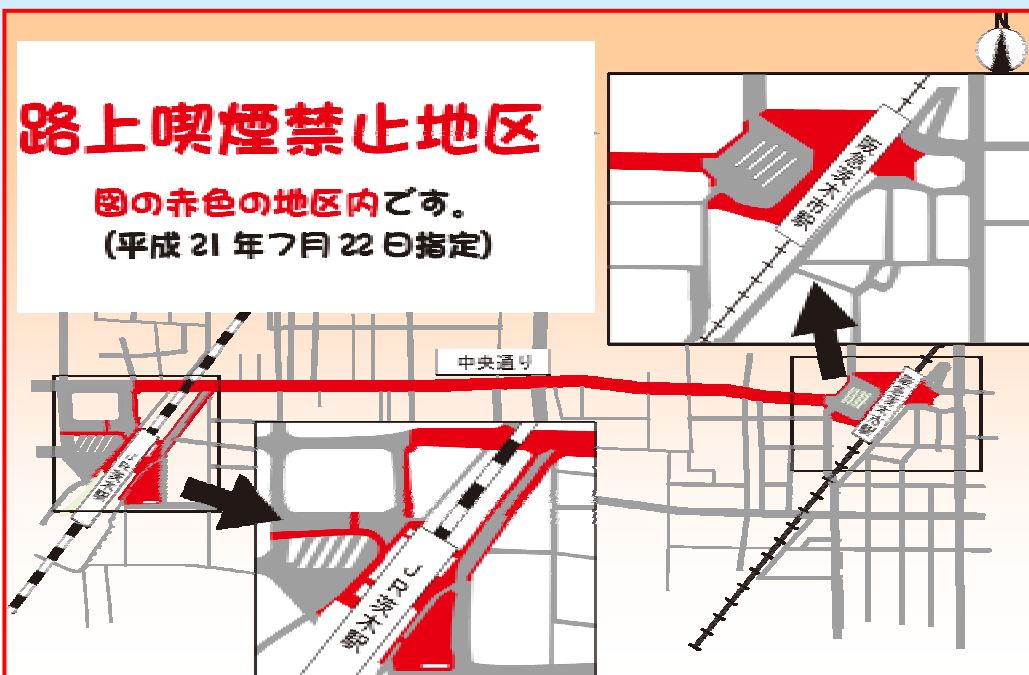 路上喫煙禁止地区
図の赤色の地区内です。
(平成21年7月22日指定)
N
阪急茨木市駅
中央通り
JR茨木駅
阪急茨木市駅
JR茨木駅